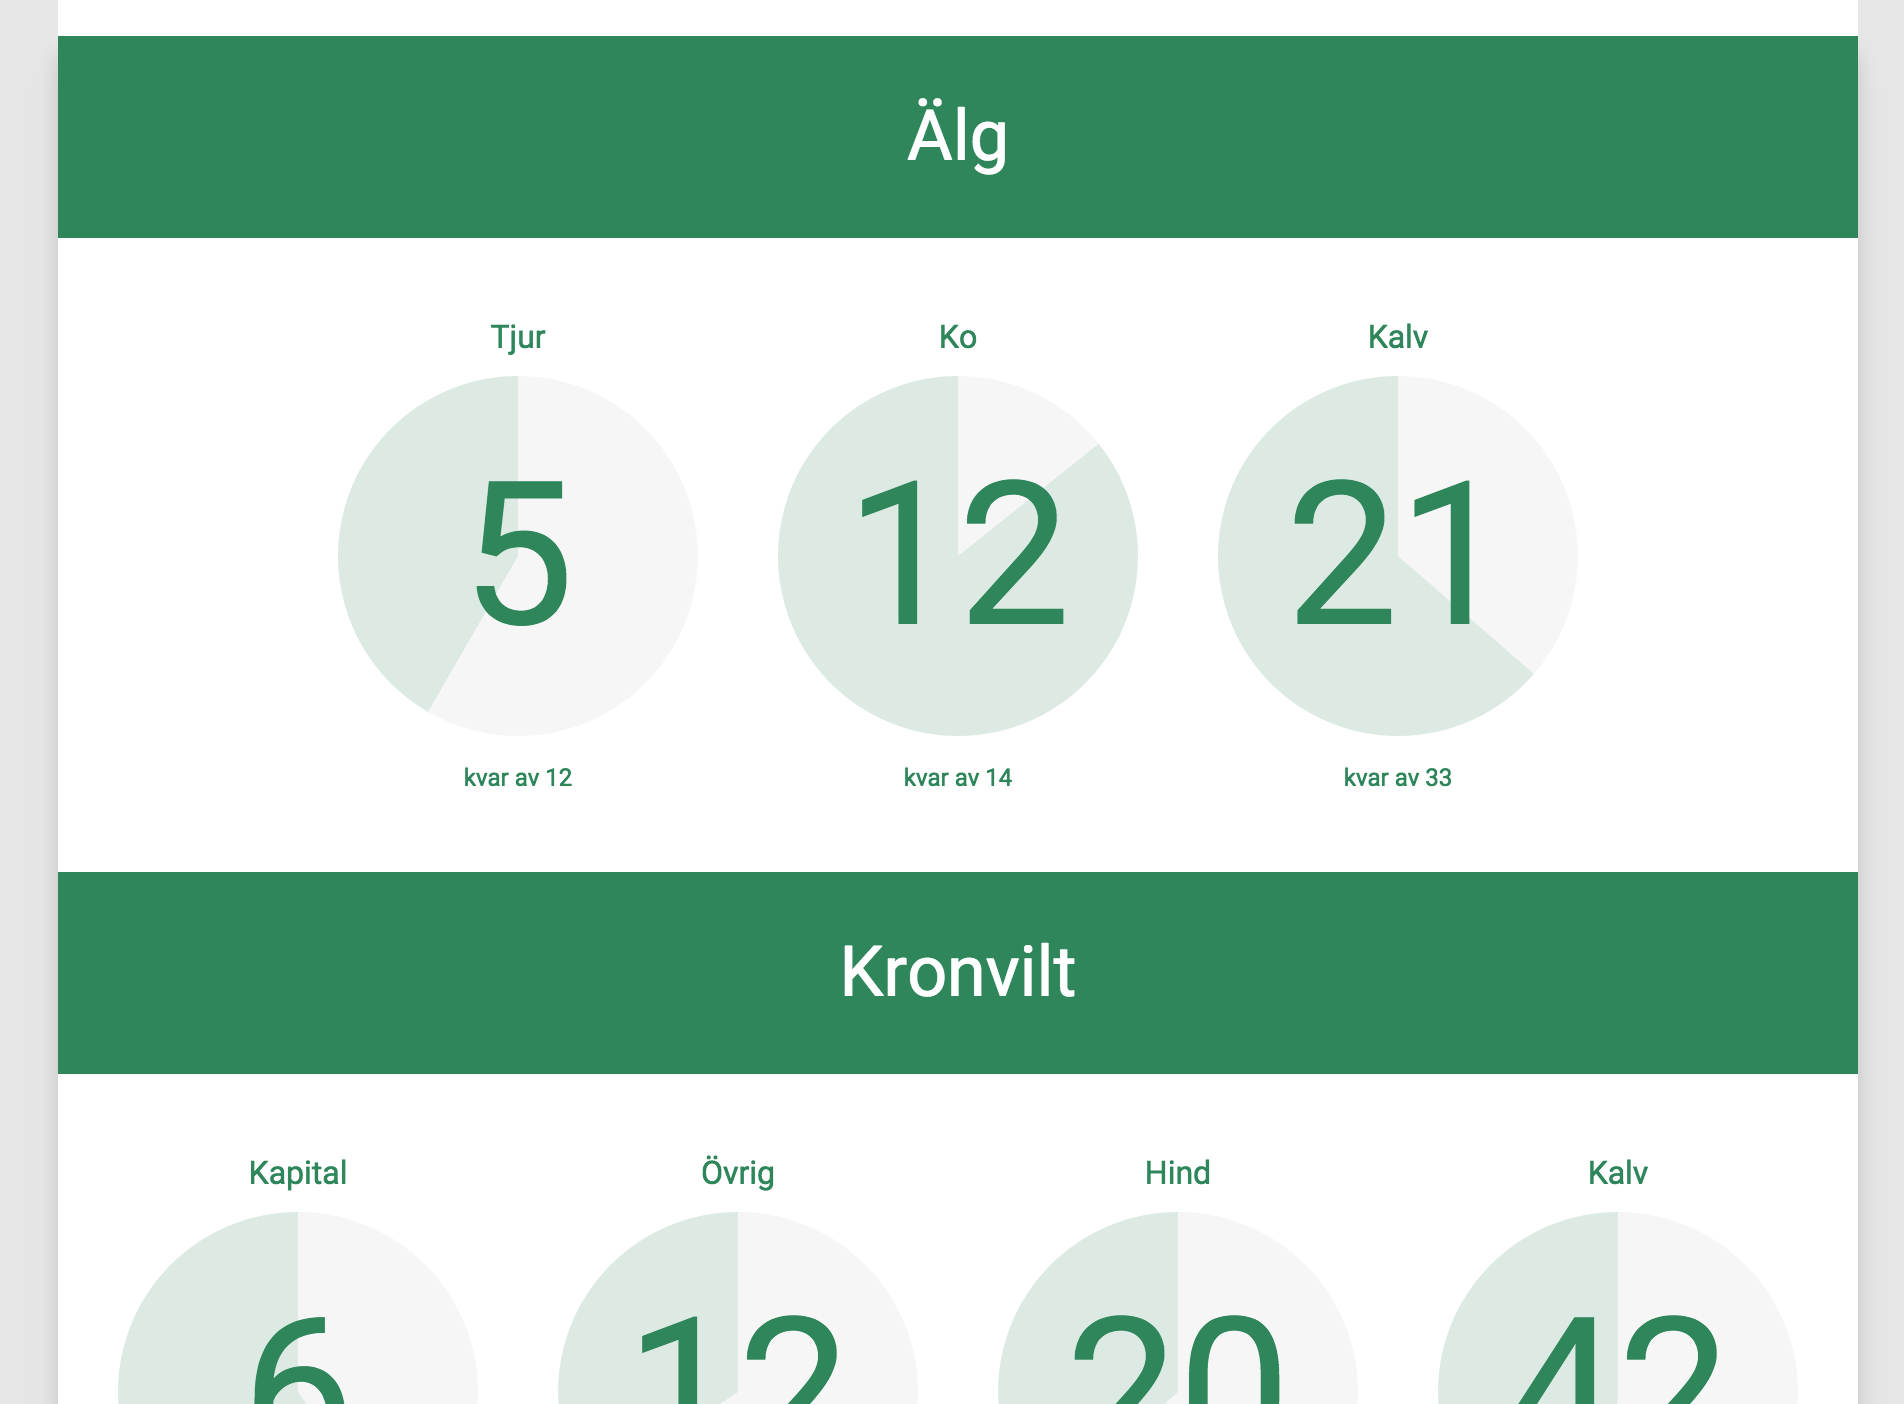 Älg
Tjur
Ko
Kalv
5
12
21
kvar av 12
kvar av 14
kvar av 33
Kronvilt
Kapital
Övrig
Hind
Kalv
6
12
20
42